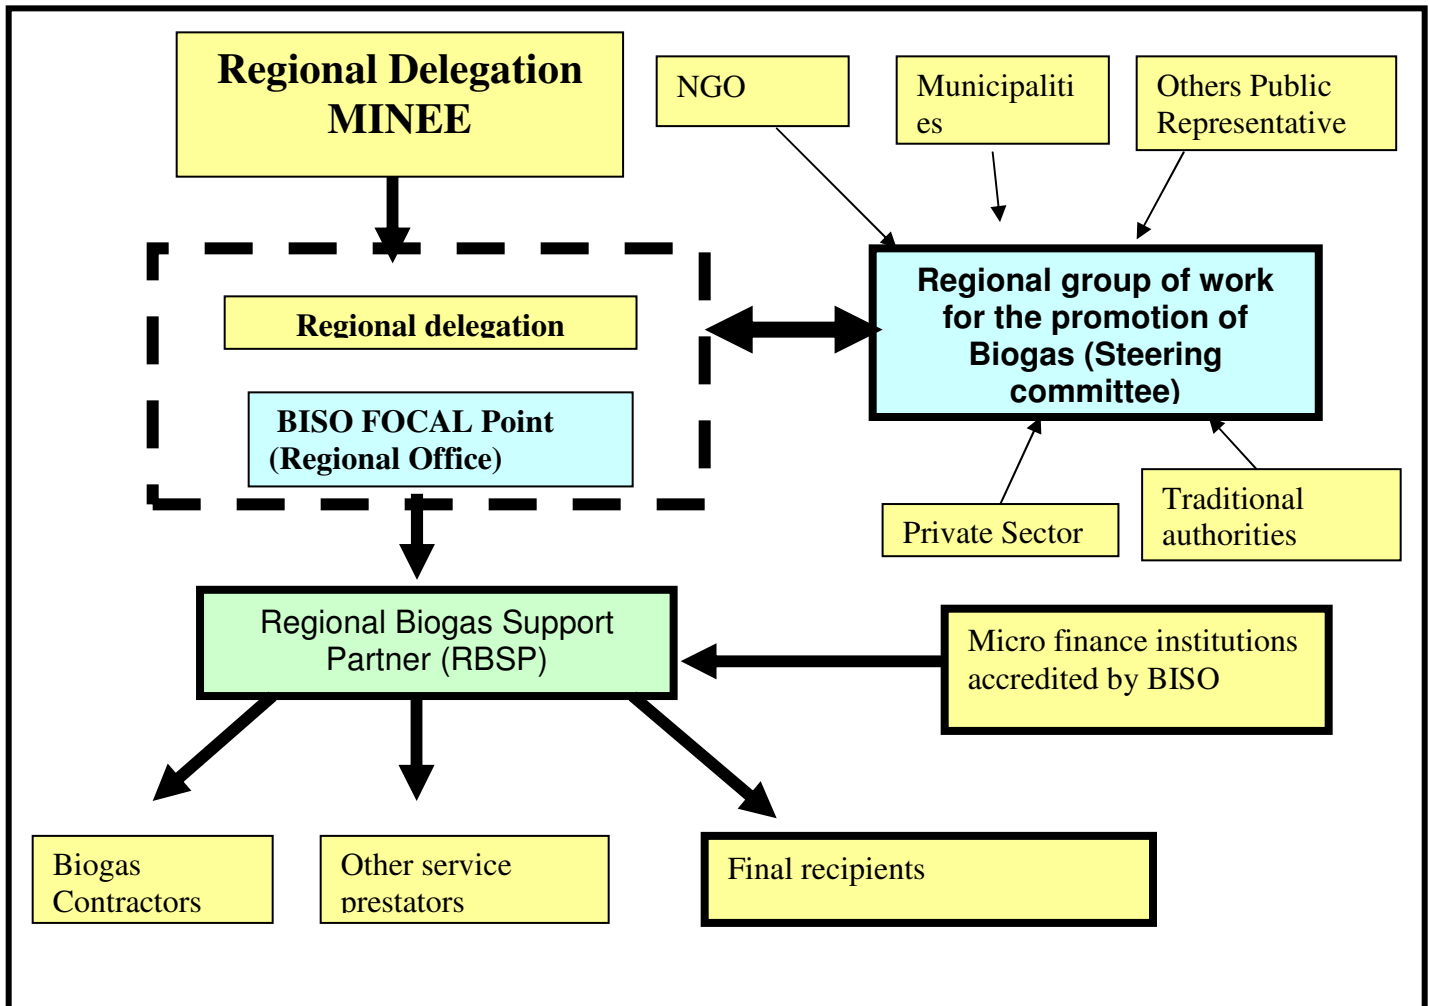 Regional Delegation
MINEE
NGO
Municipaliti
es
Others Public
Representative
Regional delegation
BISO FOCAL Point
(Regional Office)
Regional group of work
for the promotion of
Biogas (Steering
committee)
Private Sector
Traditional
authorities
Regional Biogas Support
Partner (RBSP)
Micro finance institutions
accredited by BISO
Biogas
Contractors
Other service
prestators
Final recipients